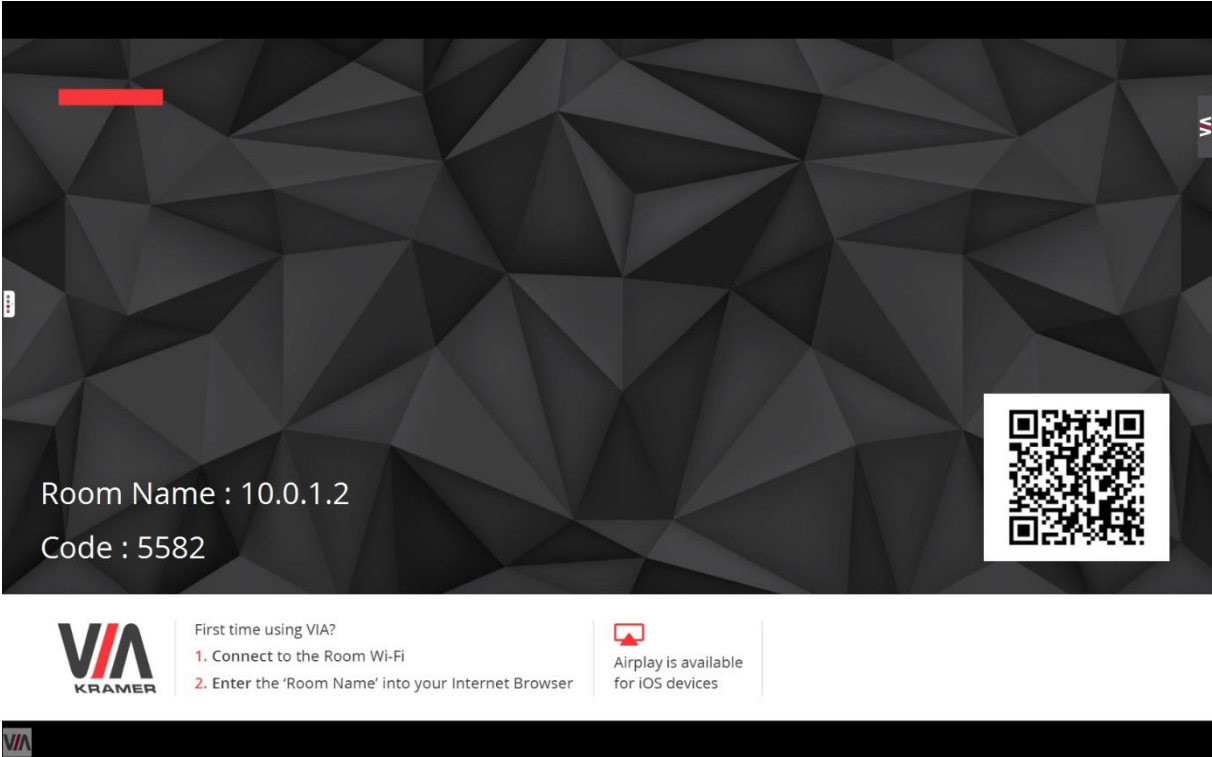 VIA
Room Name : 10.0.1.2
Code : 5582
VIA
KRAMER
First time using VIA?
1. Connect to the Room Wi-Fi
2. Enter the ‘Room Name’ into your Internet Browser
Airplay is available
for iOS devices
VIA